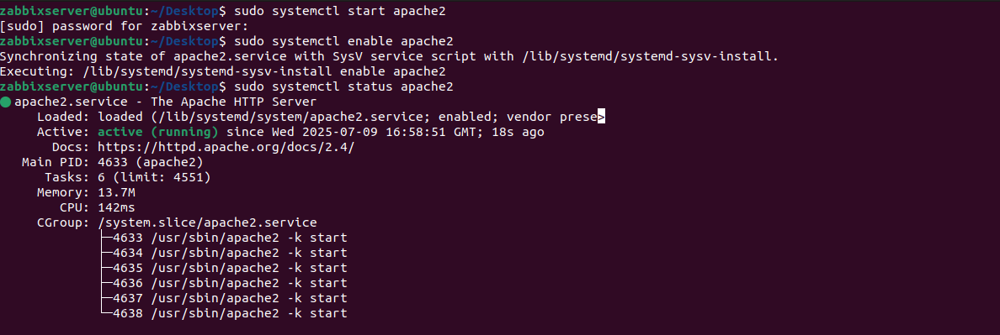 zabbixserver@ubuntu:~/Desktop$ sudo systemctl start apache2
[sudo] password for zabbixserver:
zabbixserver@ubuntu:~/Desktop$ sudo systemctl enable apache2
Synchronizing state of apache2.service with SysV service script with /lib/systemd/systemd-sysv-install.
Executing: /lib/systemd/systemd-sysv-install enable apache2
zabbixserver@ubuntu:~/Desktop$ sudo systemctl status apache2
● apache2.service - The Apache HTTP Server
     Loaded: loaded (/lib/systemd/system/apache2.service; enabled; vendor prese>
     Active: active (running) since Wed 2025-07-09 16:58:51 GMT; 18s ago
       Docs: https://httpd.apache.org/docs/2.4/
   Main PID: 4633 (apache2)
      Tasks: 6 (limit: 4551)
     Memory: 13.7M
        CPU: 142ms
     CGroup: /system.slice/apache2.service
             ├─4633 /usr/sbin/apache2 -k start
             ├─4634 /usr/sbin/apache2 -k start
             ├─4635 /usr/sbin/apache2 -k start
             ├─4636 /usr/sbin/apache2 -k start
             ├─4637 /usr/sbin/apache2 -k start
             └─4638 /usr/sbin/apache2 -k start